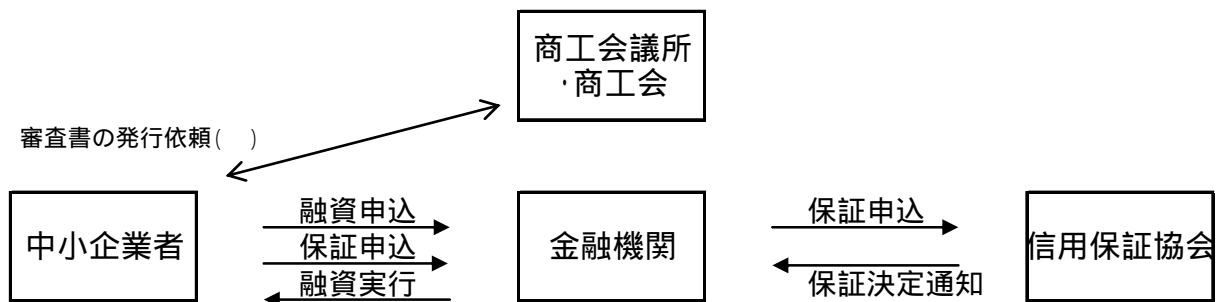 商工会議所
・商工会
審査書の発行依頼(　)
融資申込
保証申込
中小企業者
保証申込
金融機関
信用保証協会
融資実行
保証決定通知